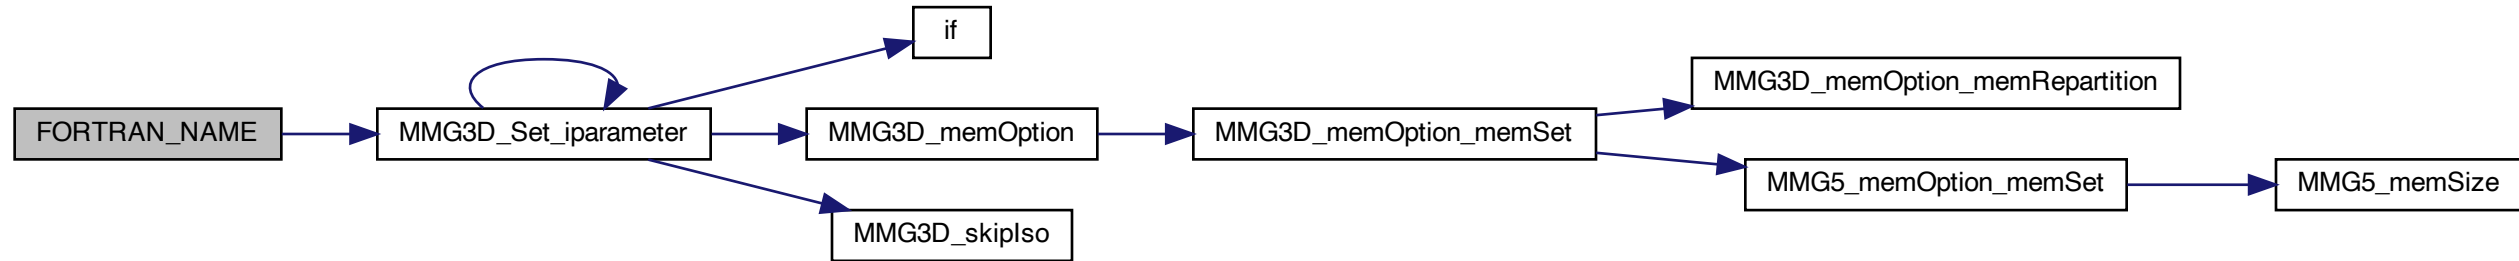 if
MMG3D_memOption_memRepartition
FORTRAN_NAME
MMG3D_Set_iparameter
MMG3D_memOption
MMG3D_memOption_memSet
MMG5_memOption_memSet
MMG5_memSize
MMG3D_skipIso